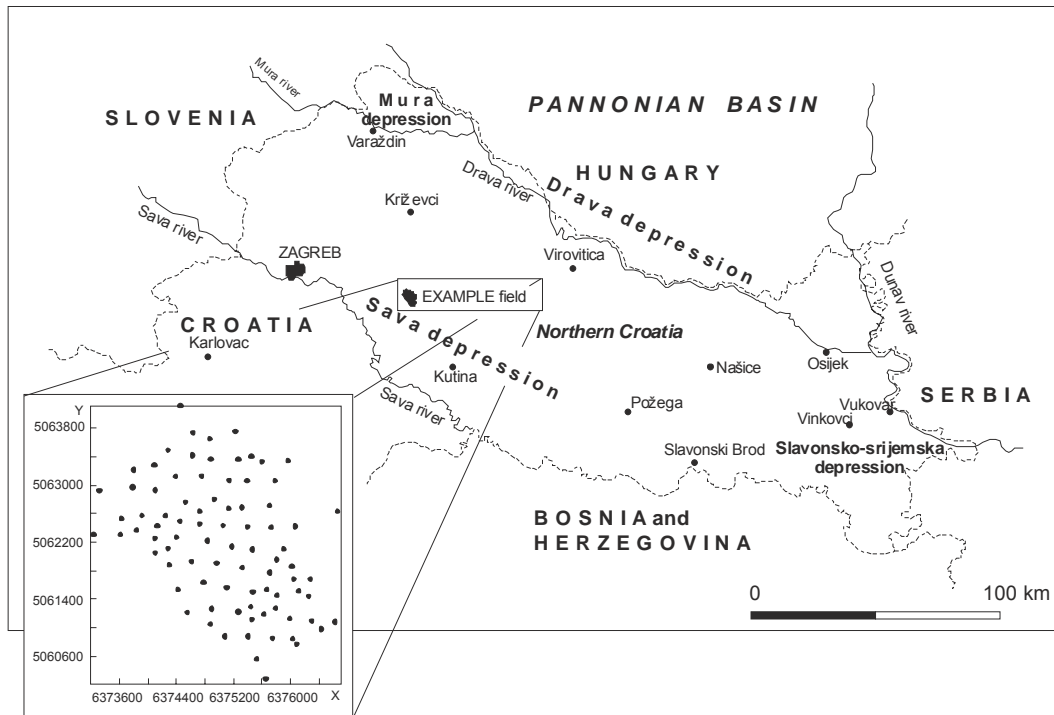 Mura river
SLOVENIA
Mura
depression
Varaždin
PANNONIAN BASIN
HUNGARY
Drava river
Drava depression
Križevci
Sava river
ZAGREB
Virovitica
Dunav river
EXAMPLE field
CROATIA
Karlovac
Sava depression
Northern Croatia
Kutina
Našice
Osijek
SERBIA
Sava river
Požega
Vukovar
Vinkovci
Slavonski Brod
Slavonsko-srijemska
depression
BOSNIA and
HERZEGOVINA
0 100 km
Y
5063800
5063000
5062200
5061400
5060600
6373600 6374400 6375200 6376000 X